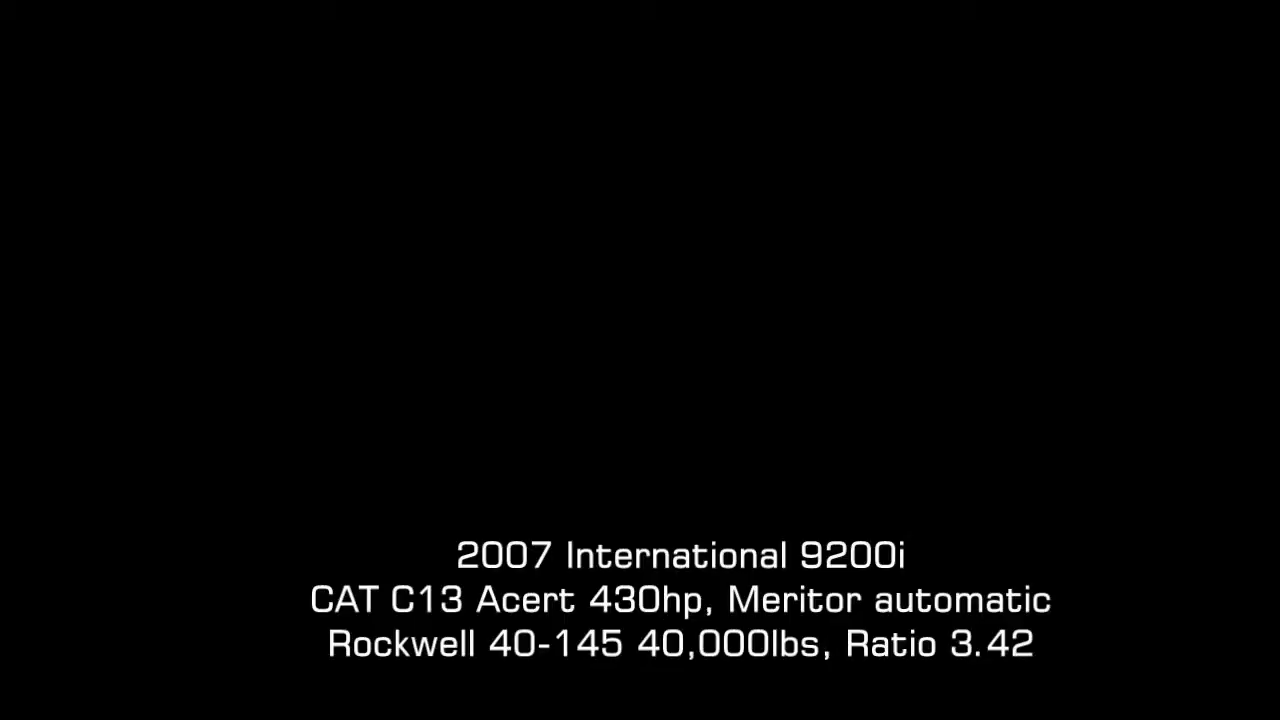 2007 International 9200i
CAT C13 Acert 430hp, Meritor automatic
Rockwell 40-145 40,000lbs, Ratio 3.42